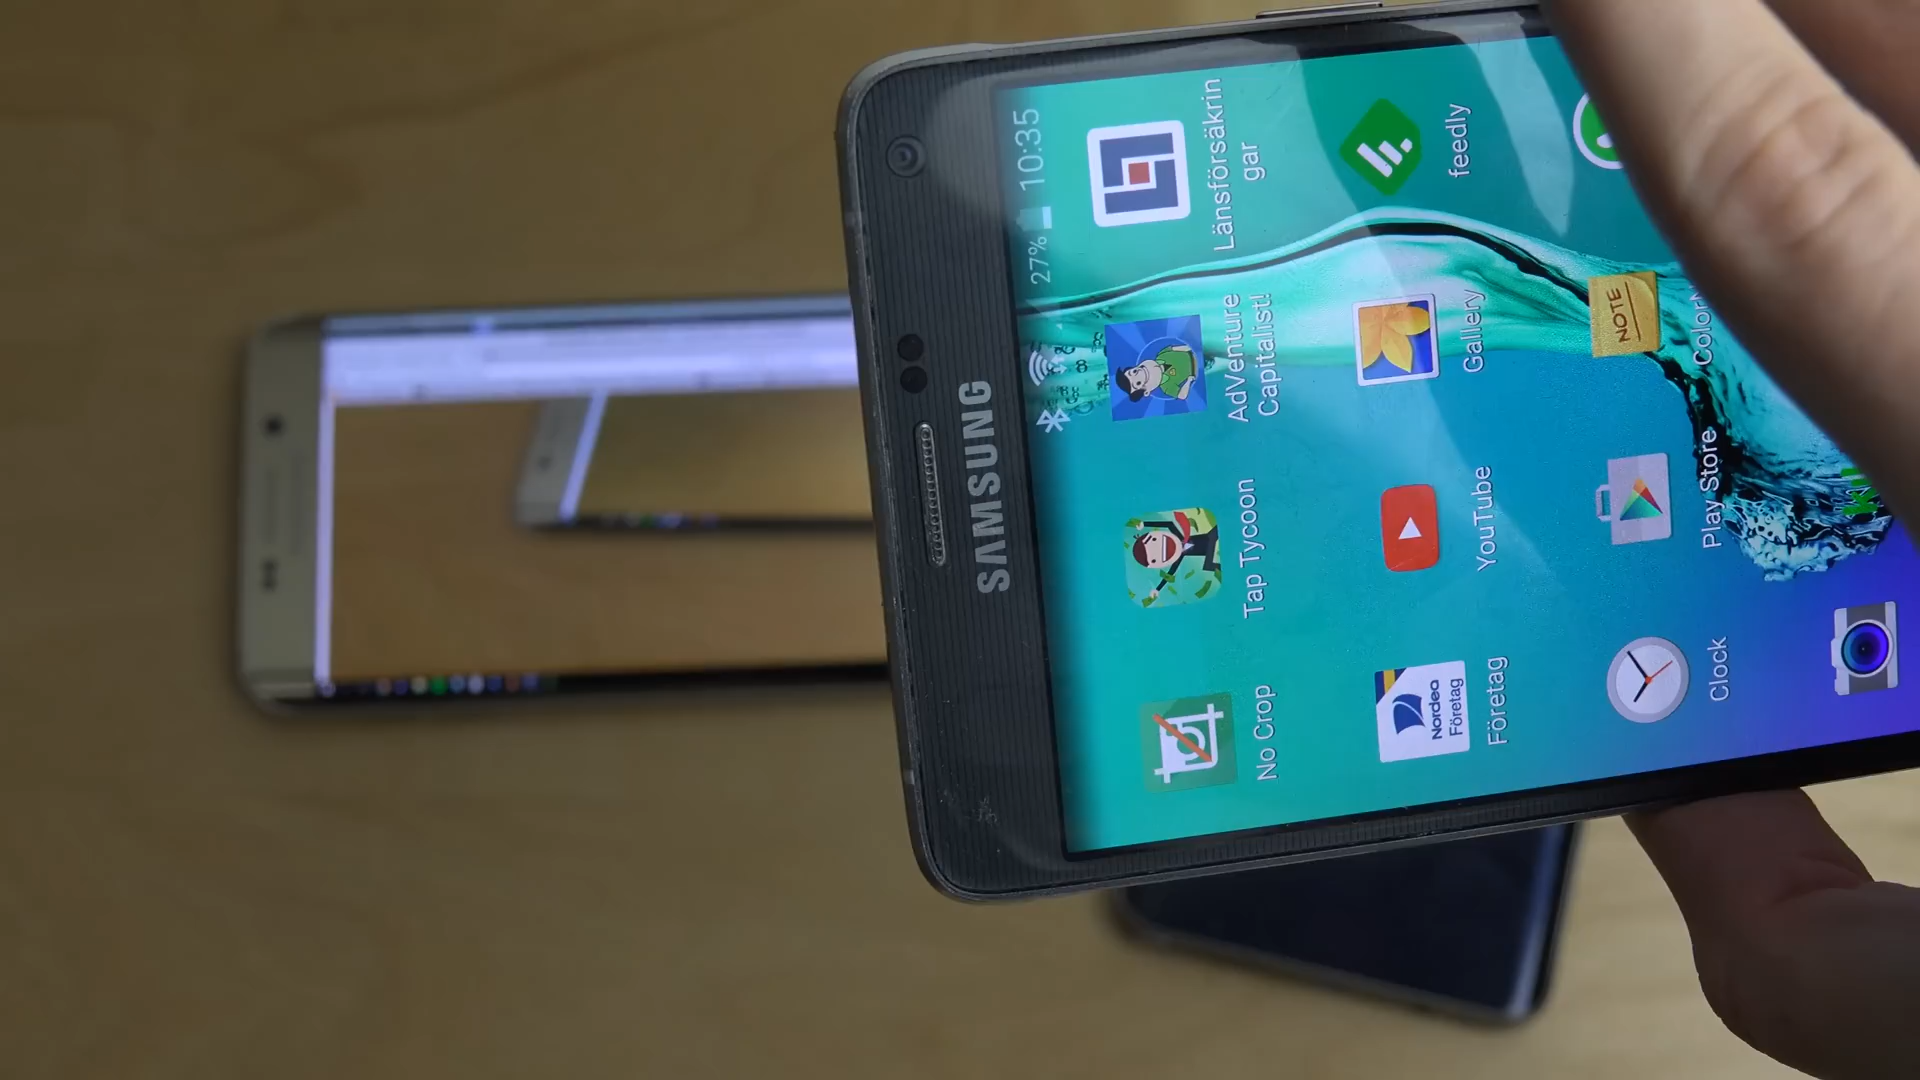 SAMSUNG
27% 10:35
No Crop
Tap Tycoon
AdVenture
Capitalist!
Länsförsäkrin
gar
Nordea
Företag
Företag
YouTube
Gallery
feedly
Clock
Play Store
NOTE